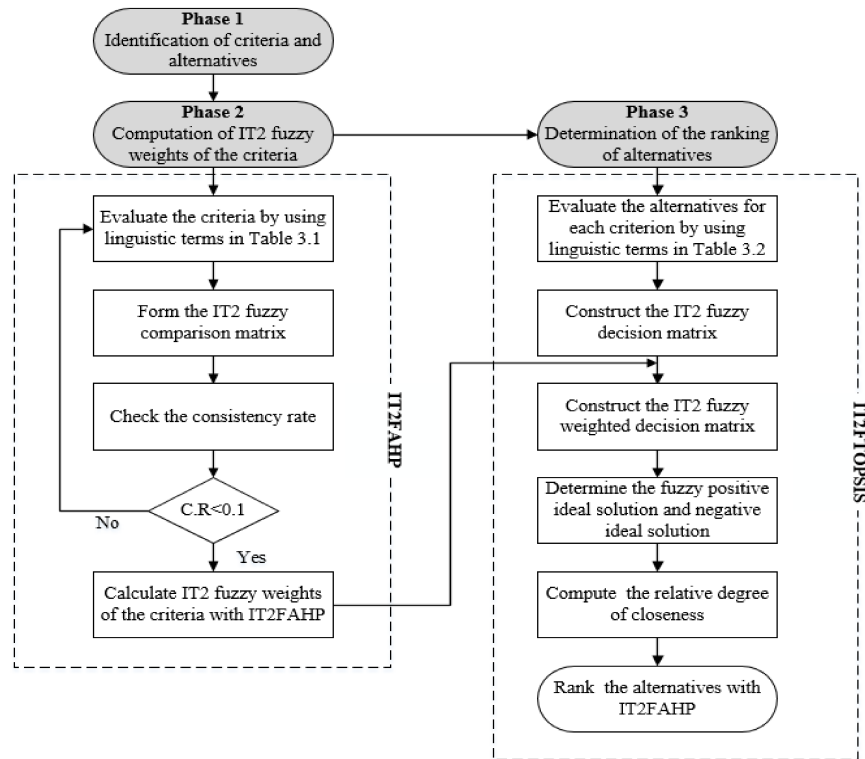 Phase 1
Identification of criteria and
alternatives
Phase 2
Computation of IT2 fuzzy
weights of the criteria
Phase 3
Determination of the ranking
of alternatives
Evaluate the criteria by using
linguistic terms in Table 3.1
Form the IT2 fuzzy
comparison matrix
Check the consistency rate
C.R<0.1
No
Yes
Calculate IT2 fuzzy weights
of the criteria with IT2FAHP
IT2FAHP
Evaluate the alternatives for
each criterion by using
linguistic terms in Table 3.2
Construct the IT2 fuzzy
decision matrix
Construct the IT2 fuzzy
weighted decision matrix
Determine the fuzzy positive
ideal solution and negative
ideal solution
Compute the relative degree
of closeness
Rank the alternatives with
IT2FAHP
IT2FTOPSIS